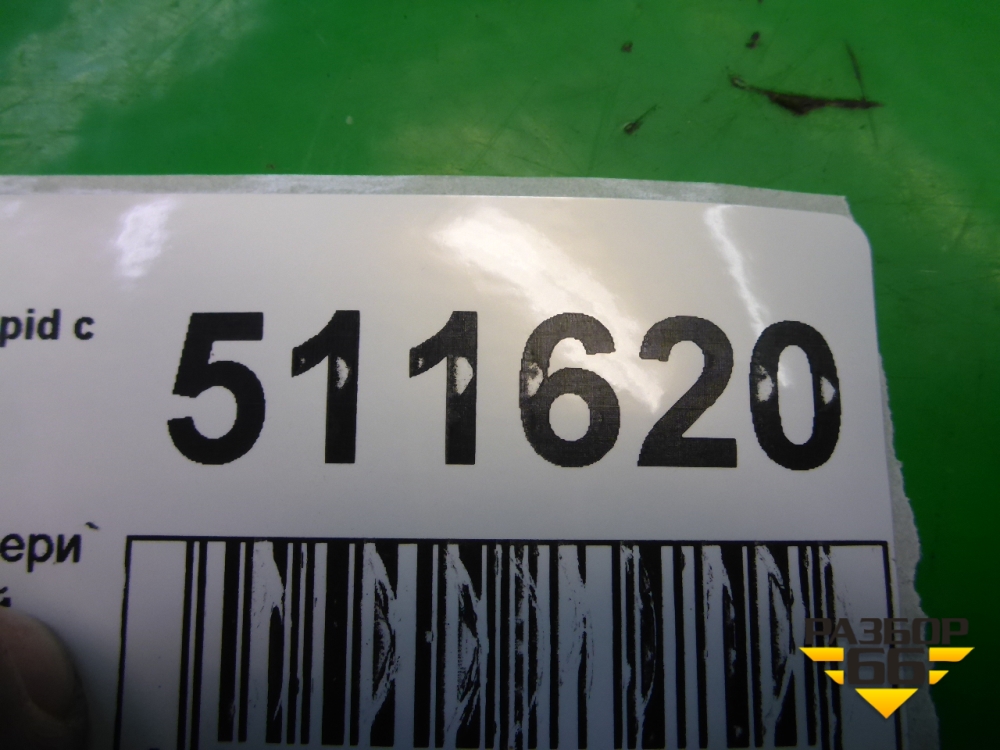 pid с
511620
ери`
й
РАЗБОР
66